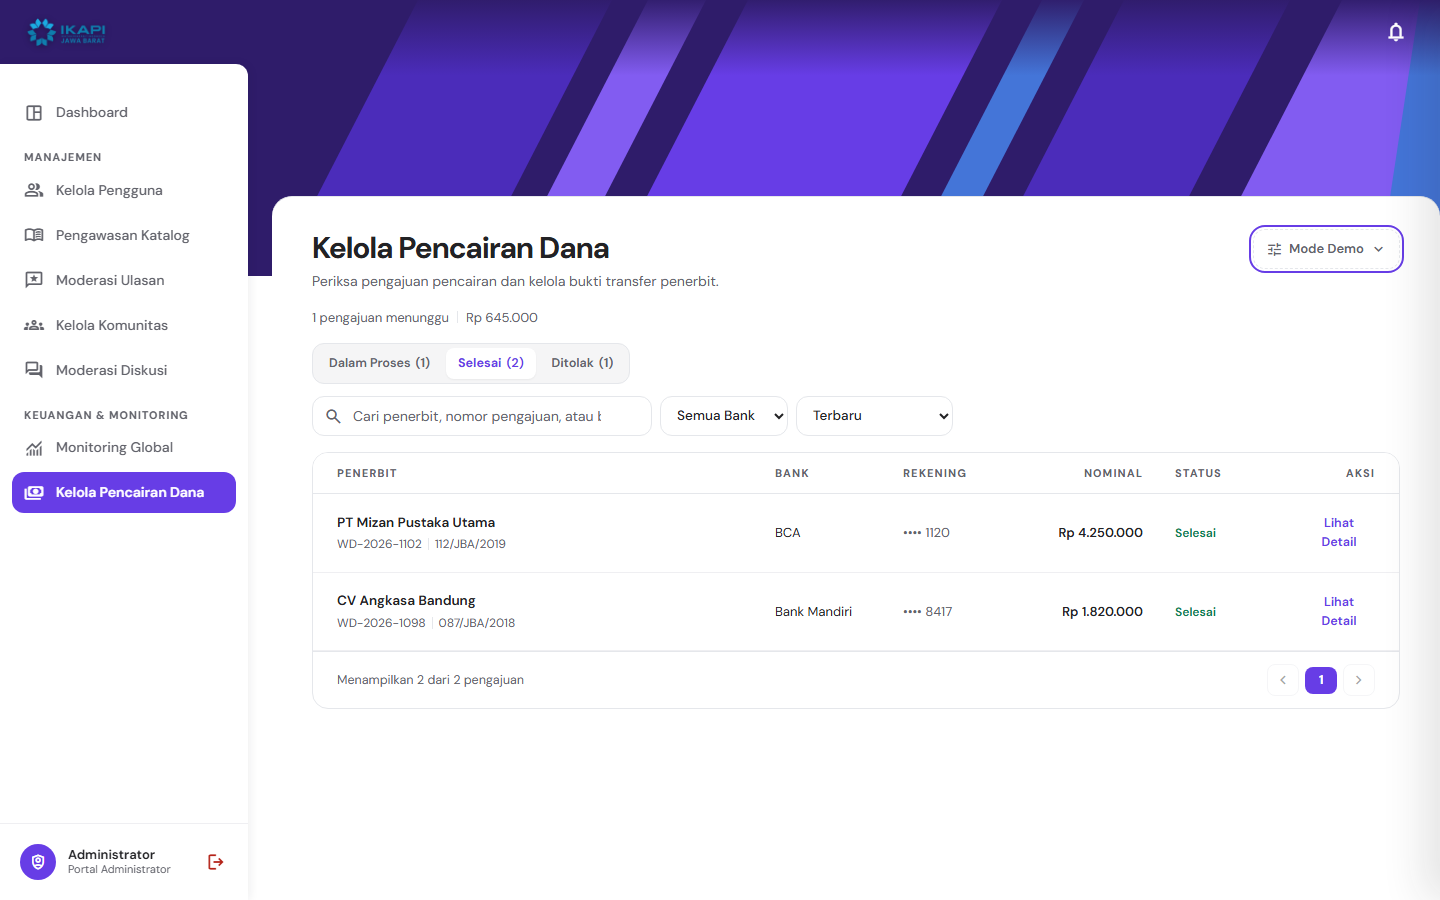 IKAPI
JAWA BARAT
Dashboard
MANAJEMEN
Kelola Pengguna
Pengawasan Katalog
Moderasi Ulasan
Kelola Komunitas
Moderasi Diskusi
KEUANGAN & MONITORING
Monitoring Global
Kelola Pencairan Dana
Administrator
Portal Administrator
Kelola Pencairan Dana
Mode Demo
Periksa pengajuan pencairan dan kelola bukti transfer penerbit.
1 pengajuan menunggu Rp 645.000
Dalam Proses (1) Selesai (2) Ditolak (1)
Cari penerbit, nomor pengajuan, atau b Semua Bank Terbaru
PENERBIT BANK REKENING NOMINAL STATUS AKSI
PT Mizan Pustaka Utama
WD-2026-1102 112/JBA/2019
BCA •••• 1120 Rp 4.250.000 Selesai
Lihat
Detail
CV Angkasa Bandung
WD-2026-1098 087/JBA/2018
Bank Mandiri •••• 8417 Rp 1.820.000 Selesai
Lihat
Detail
Menampilkan 2 dari 2 pengajuan
1